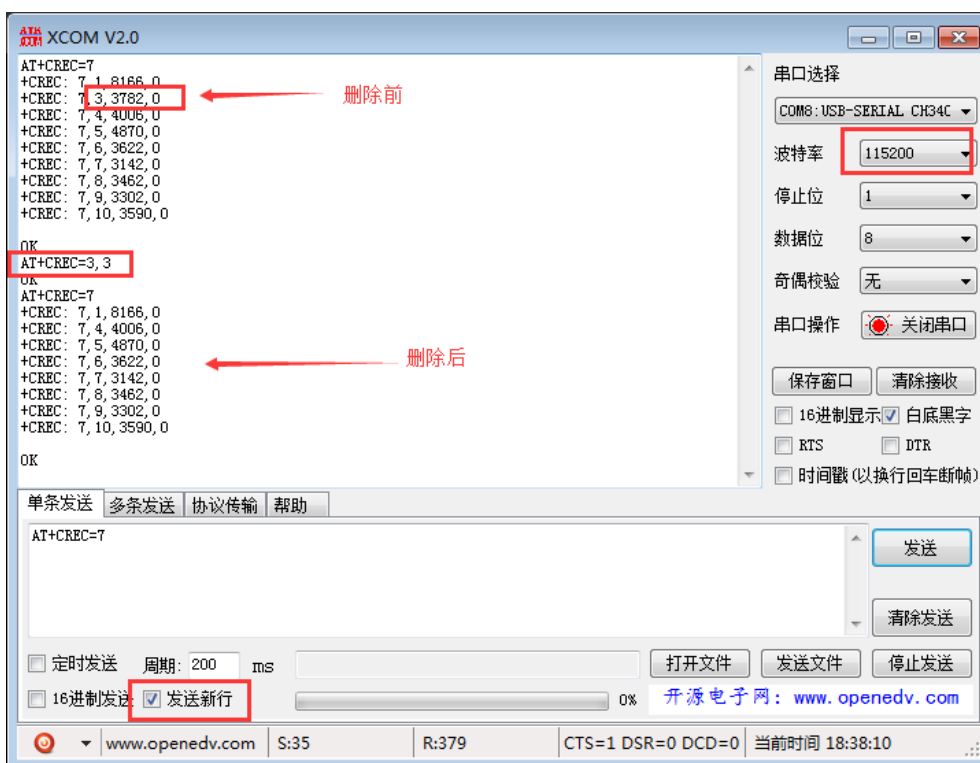 XCOM V2.0
AT+CREC=7
+CREC: 7,1,8166,0
+CREC: 7,3,3782,0
+CREC: 7,4,4006,0
+CREC: 7,5,4870,0
+CREC: 7,6,3622,0
+CREC: 7,7,3142,0
+CREC: 7,8,3462,0
+CREC: 7,9,3302,0
+CREC: 7,10,3590,0
删除前
OK
AT+CREC=3,3
OK
AT+CREC=7
+CREC: 7,1,8166,0
+CREC: 7,4,4006,0
+CREC: 7,5,4870,0
+CREC: 7,6,3622,0
+CREC: 7,7,3142,0
+CREC: 7,8,3462,0
+CREC: 7,9,3302,0
+CREC: 7,10,3590,0
删除后
OK
串口选择
COM8:USB-SERIAL CH34C
波特率 115200
停止位 1
数据位 8
奇偶校验 无
串口操作 关闭串口
保存窗口 清除接收
16进制显示 白底黑字
RTS DTR
时间戳(以换行回车断帧)
单条发送 多条发送 协议传输 帮助
AT+CREC=7
发送
清除发送
定时发送 周期: 200 ms 打开文件 发送文件 停止发送
16进制发送 发送新行 0% 开源电子网: www.openedv.com
www.openedv.com S:35 R:379 CTS=1 DSR=0 DCD=0 当前时间 18:38:10